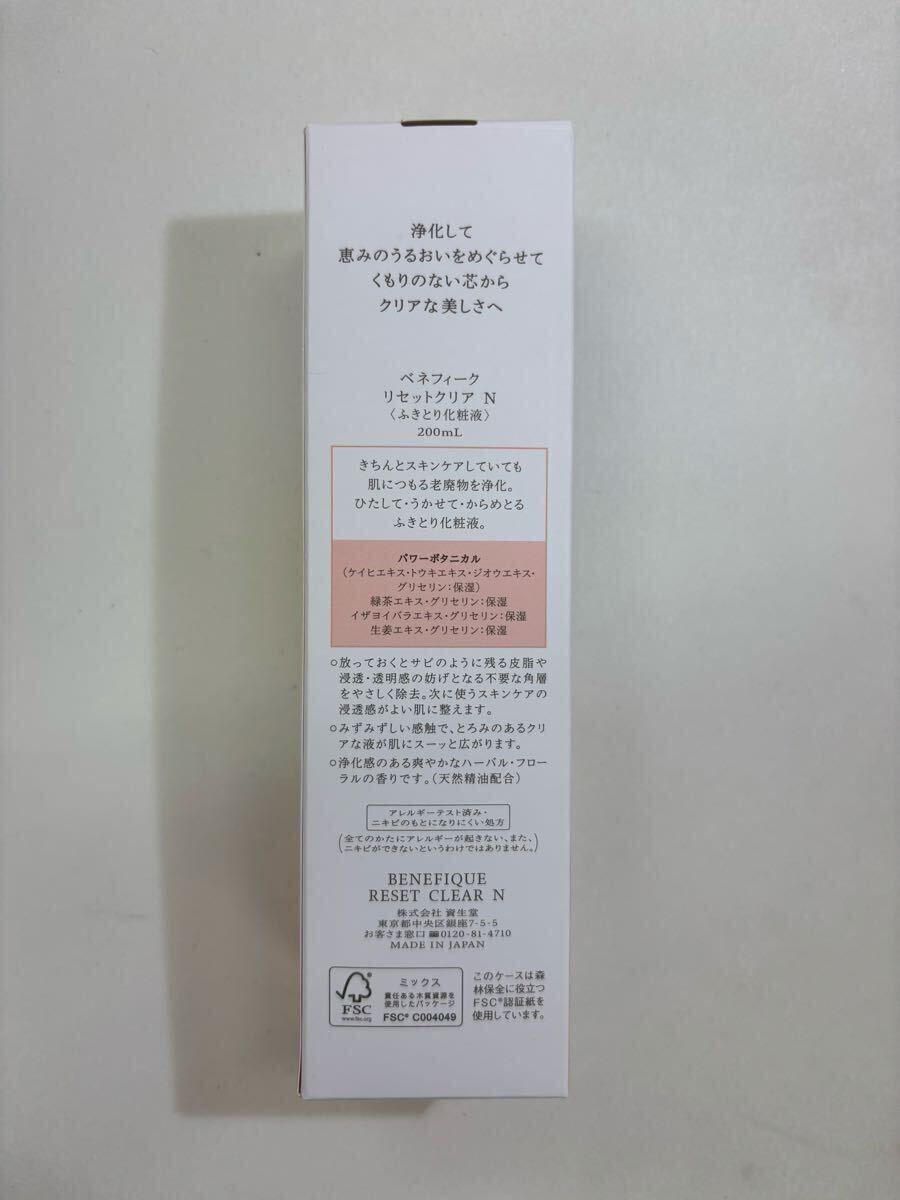 浄化して
恵みのうるおいをめぐらせて
くもりのない芯から
クリアな美しさへ
ベネフィーク
リセットクリア N
〈ふきとり化粧液〉
200mL
きちんとスキンケアしていても
肌につもる老廃物を浄化。
ひたして・うかせて・からめとる
ふきとり化粧液。
パワーボタニカル
(ケイヒエキス・トウキエキス・ジオウエキス・
グリセリン:保湿)
緑茶エキス・グリセリン:保湿
イザヨイバラエキス・グリセリン:保湿
生姜エキス・グリセリン:保湿
○放っておくとサビのように残る皮脂や
浸透・透明感の妨げとなる不要な角層
をやさしく除去。次に使うスキンケアの
浸透感がよい肌に整えます。
○みずみずしい感触で、とろみのあるクリ
アな液が肌にスーッと広がります。
○浄化感のある爽やかなハーバル・フロー
ラルの香りです。(天然精油配合)
アレルギーテスト済み・
ニキビのもとになりにくい処方
(全てのかたにアレルギーが起きない、また、
ニキビができないというわけではありません。)
BENEFIQUE
RESET CLEAR N
株式会社 資生堂
東京都中央区銀座7-5-5
お客さま窓口 0120-81-4710
MADE IN JAPAN
FSC
www.fsc.org
ミックス
責任ある木質資源を
使用したパッケージ
FSC® C004049
このケースは森
林保全に役立つ
FSC®認証紙を
使用しています。